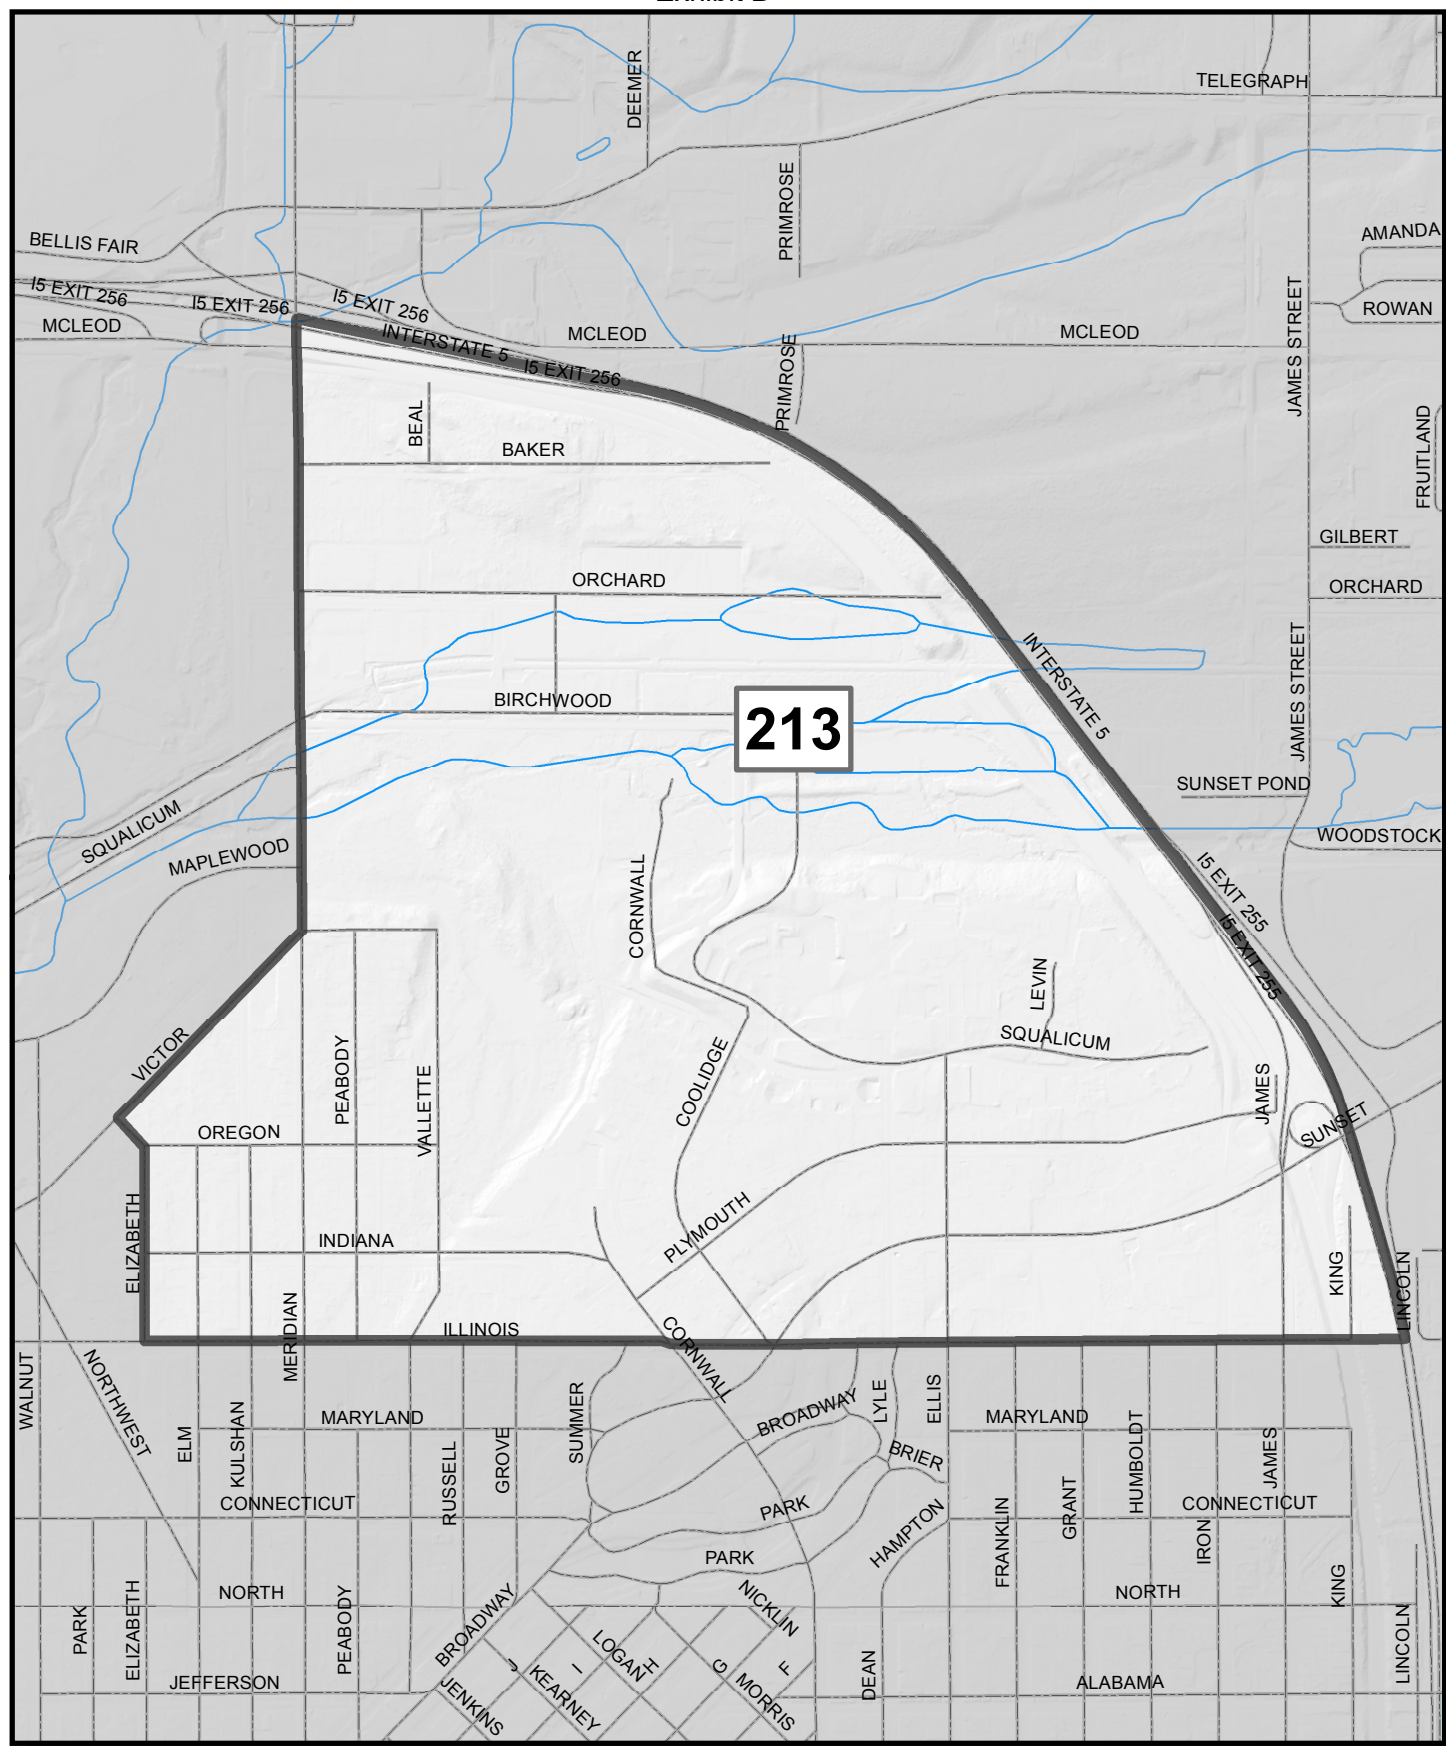 DEEMER
TELEGRAPH
PRIMROSE
BELLIS FAIR
AMANDA
I5 EXIT 256
I5 EXIT 256
I5 EXIT 256
ROWAN
MCLEOD
INTERSTATE 5
MCLEOD
MCLEOD
JAMES STREET
I5 EXIT 256
PRIMROSE
BEAL
BAKER
FRUITLAND
GILBERT
ORCHARD
ORCHARD
INTERSTATE 5
JAMES STREET
BIRCHWOOD
213
SUNSET POND
SQUALICUM
MAPLEWOOD
WOODSTOCK
CORNWALL
I5 EXIT 255
I5 EXIT 255
LEVIN
SQUALICUM
VICTOR
PEABODY
VALLETTE
COOLIDGE
JAMES
SUNSET
OREGON
ELIZABETH
INDIANA
PLYMOUTH
KING
LINCOLN
MERIDIAN
ILLINOIS
CORNWALL
WALNUT
NORTHWEST
ELM
KULSHAN
MARYLAND
RUSSELL
GROVE
SUMMER
BROADWAY
LYLE
ELLIS
MARYLAND
HUMBOLDT
JAMES
BRIER
CONNECTICUT
PARK
HAMPTON
FRANKLIN
GRANT
IRON
CONNECTICUT
PARK
NORTH
NICKLIN
NORTH
KING
PARK
ELIZABETH
PEABODY
BROADWAY
LOGAN
LINCOLN
J
I
H
G
F
JEFFERSON
JENKINS
KEARNEY
MORRIS
DEAN
ALABAMA